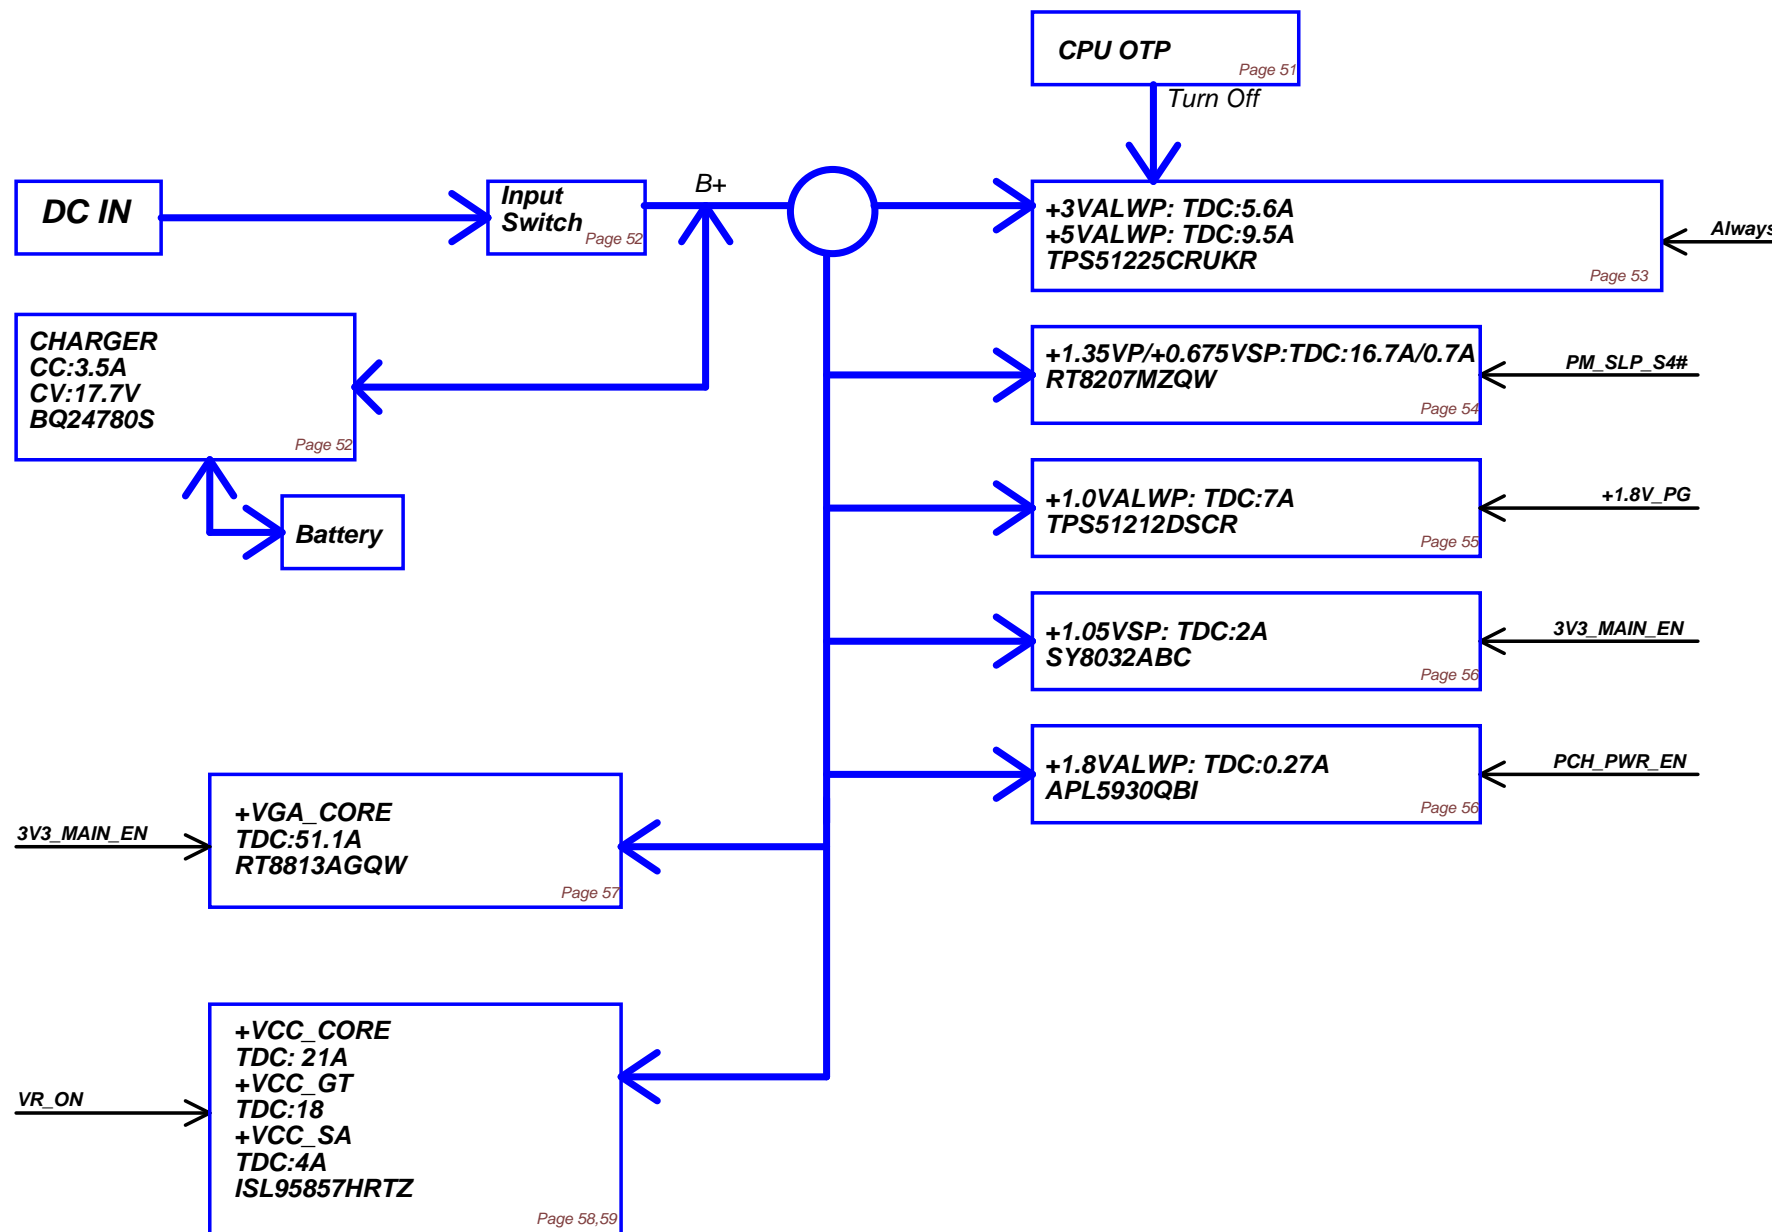 CPU OTP
Page 51
Turn Off
DC IN
Input
Switch
Page 52
B+
+3VALWP: TDC:5.6A
+5VALWP: TDC:9.5A
TPS51225CRUKR
Page 53
Always
CHARGER
CC:3.5A
CV:17.7V
BQ24780S
Page 52
+1.35VP/+0.675VSP:TDC:16.7A/0.7A
RT8207MZQW
Page 54
PM_SLP_S4#
Battery
+1.0VALWP: TDC:7A
TPS51212DSCR
Page 55
+1.8V_PG
+1.05VSP: TDC:2A
SY8032ABC
Page 56
3V3_MAIN_EN
+1.8VALWP: TDC:0.27A
APL5930QBI
Page 56
PCH_PWR_EN
3V3_MAIN_EN
+VGA_CORE
TDC:51.1A
RT8813AGQW
Page 57
VR_ON
+VCC_CORE
TDC: 21A
+VCC_GT
TDC:18
+VCC_SA
TDC:4A
ISL95857HRTZ
Page 58,59